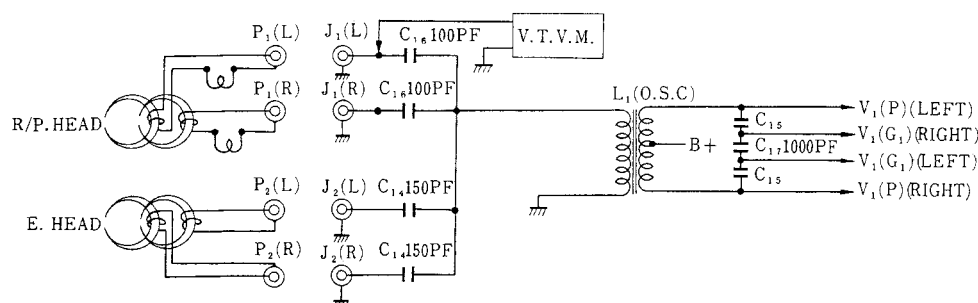 P₁(L)
J₁(L)
C₁₆ 100PF
V.T.V.M.
P₁(R)
J₁(R)
C₁₆ 100PF
R/P. HEAD
L₁(O.S.C)
V₁(P)(LEFT)
C₁₅
V₁(G₁)(RIGHT)
B+
C₁₇ 1000PF
V₁(G₁)(LEFT)
C₁₅
V₁(P)(RIGHT)
P₂(L)
J₂(L)
C₁₄ 150PF
E. HEAD
P₂(R)
J₂(R)
C₁₄ 150PF